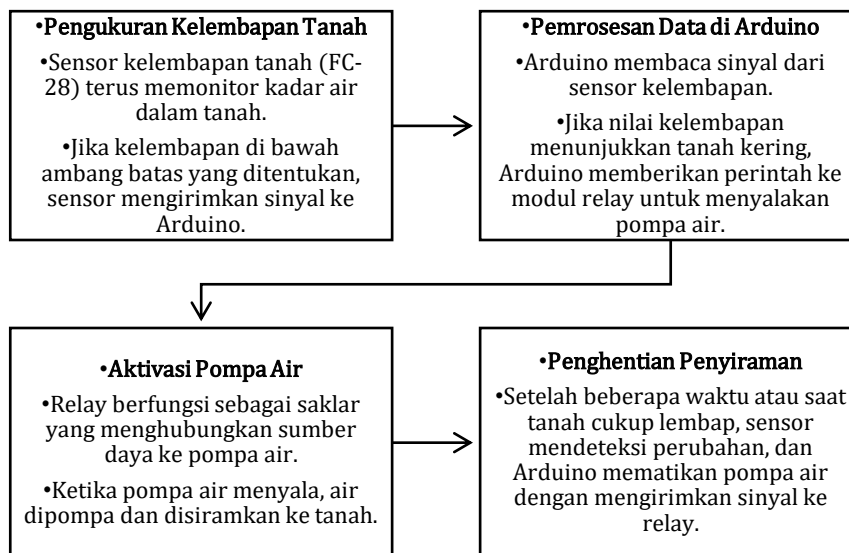 •Pengukuran Kelembapan Tanah
•Sensor kelembapan tanah (FC-
28) terus memonitor kadar air
dalam tanah.
•Jika kelembapan di bawah
ambang batas yang ditentukan,
sensor mengirimkan sinyal ke
Arduino.
•Pemrosesan Data di Arduino
•Arduino membaca sinyal dari
sensor kelembapan.
•Jika nilai kelembapan
menunjukkan tanah kering,
Arduino memberikan perintah ke
modul relay untuk menyalakan
pompa air.
•Aktivasi Pompa Air
•Relay berfungsi sebagai saklar
yang menghubungkan sumber
daya ke pompa air.
•Ketika pompa air menyala, air
dipompa dan disiramkan ke tanah.
•Penghentian Penyiraman
•Setelah beberapa waktu atau saat
tanah cukup lembap, sensor
mendeteksi perubahan, dan
Arduino mematikan pompa air
dengan mengirimkan sinyal ke
relay.